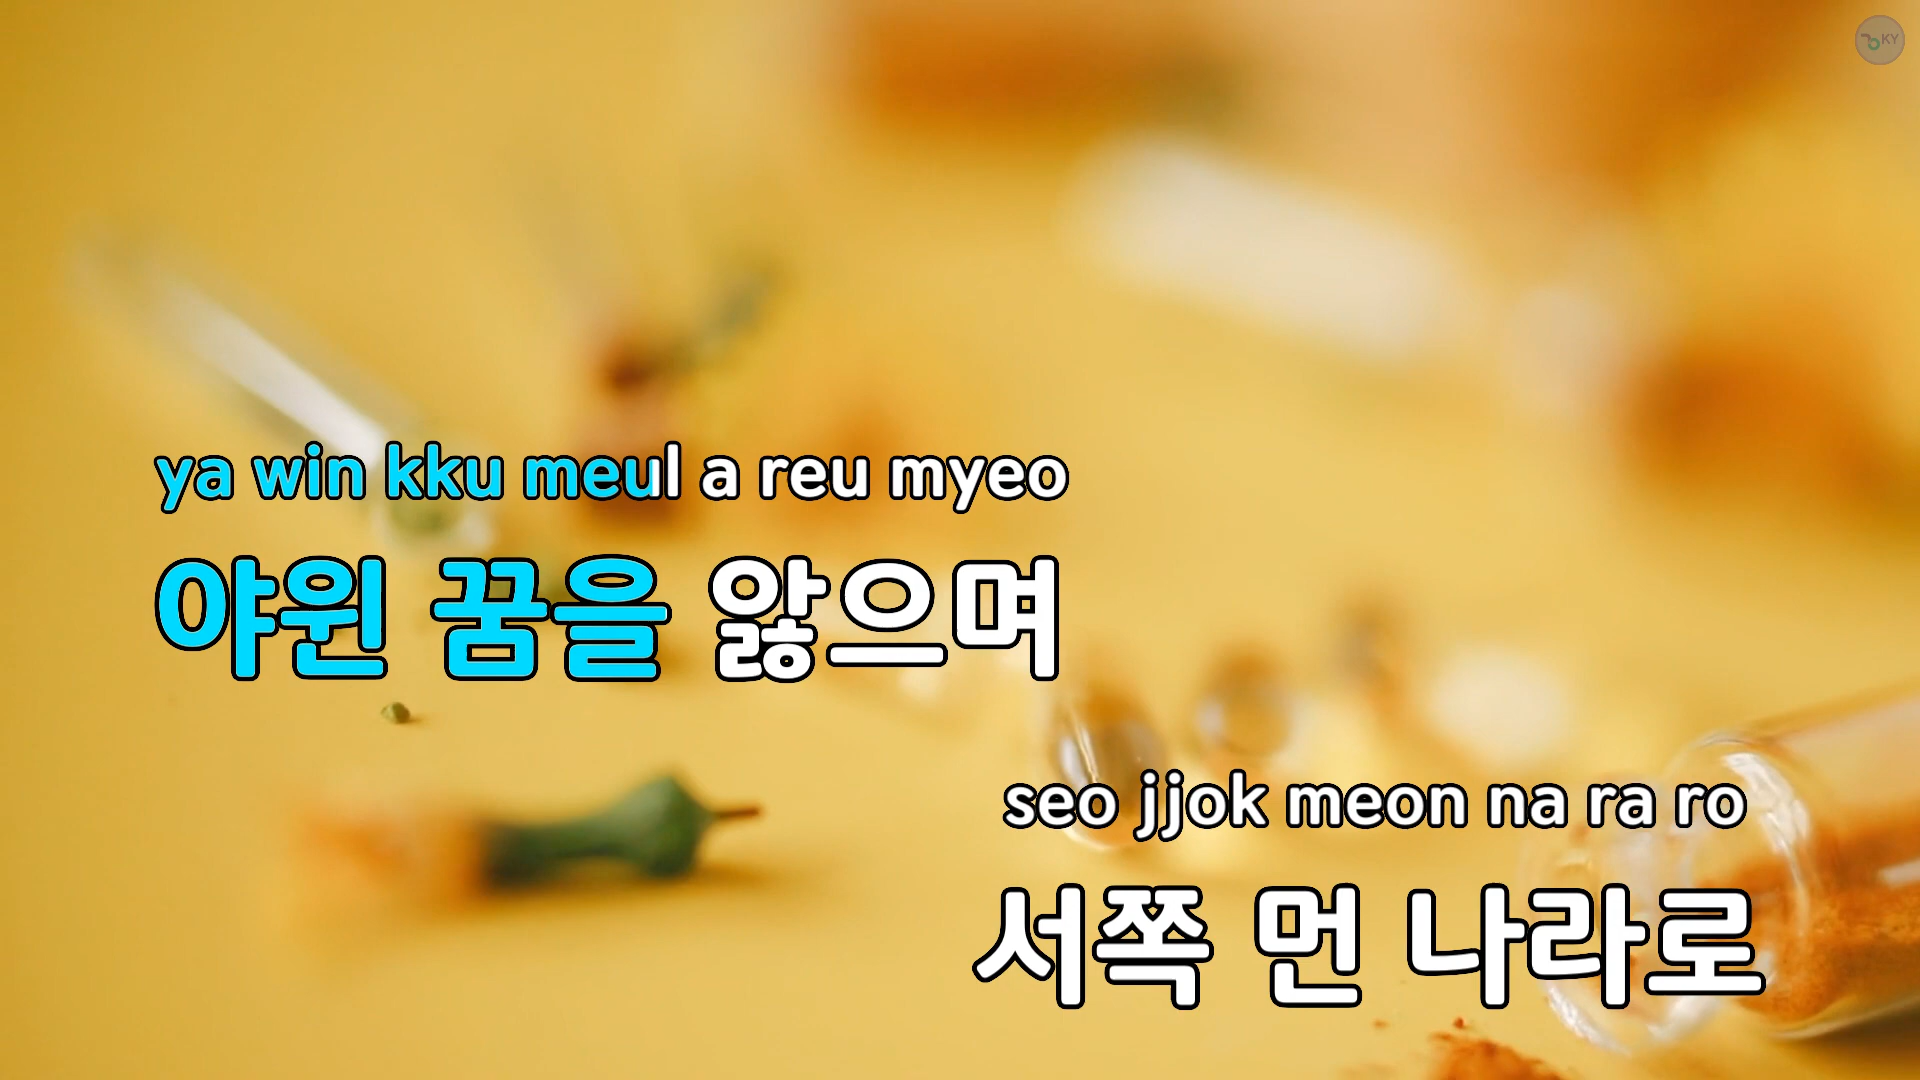 KY
ya win kku meul a reu myeo
야윈 꿈을 앓으며
seo jjok meon na ra ro
서쪽 먼 나라로